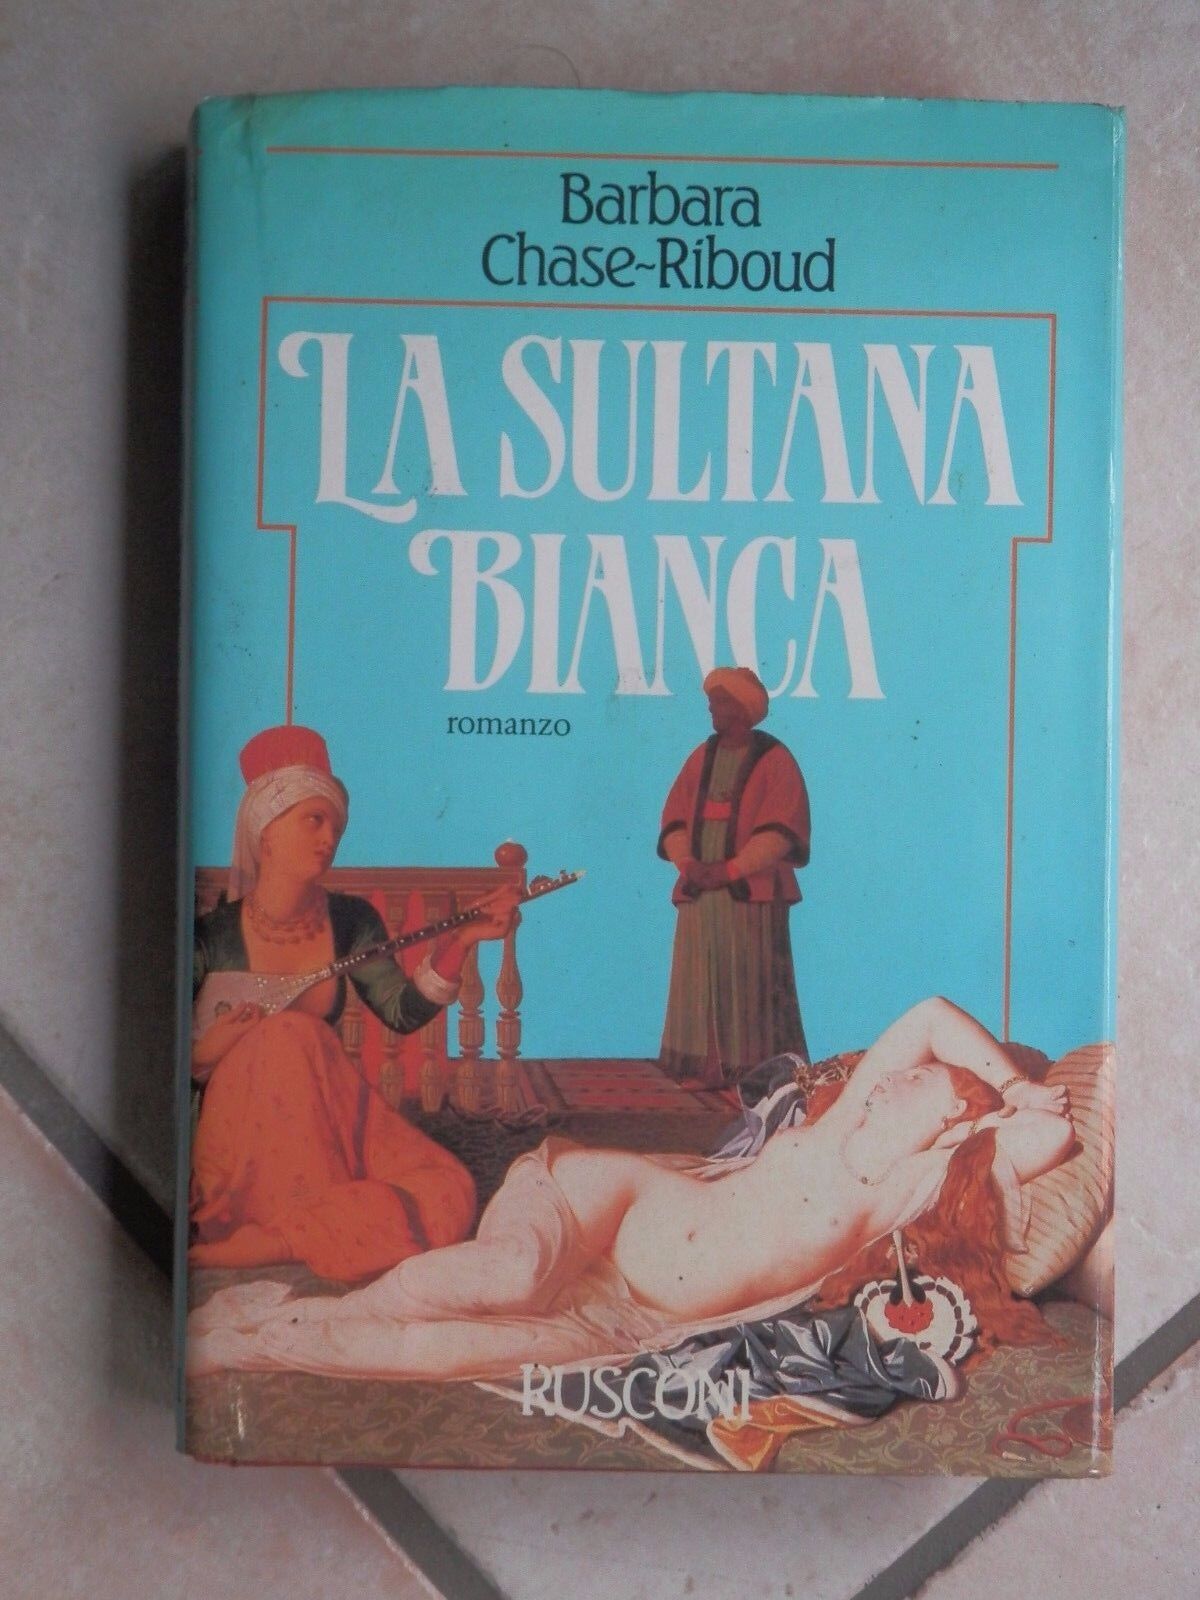 Barbara
Chase~Riboud
LA SULTANA
BIANCA
romanzo
RUSCONI